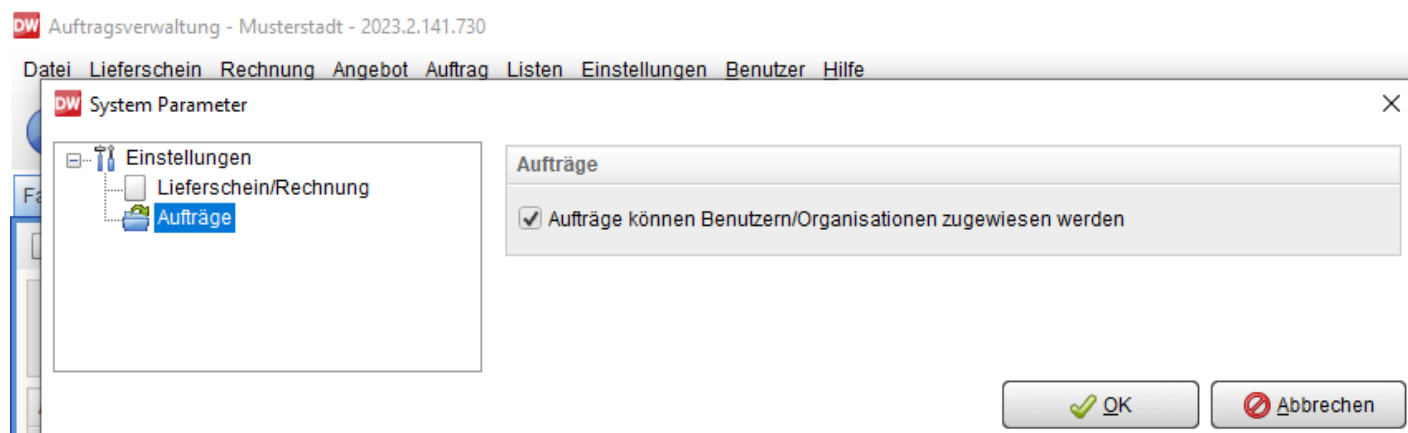 DW Auftragsverwaltung - Musterstadt - 2023.2.141.730
Datei Lieferschein Rechnung Angebot Auftrag Listen Einstellungen Benutzer Hilfe
DW System Parameter
Einstellungen
Lieferschein/Rechnung
Aufträge
Aufträge
Aufträge können Benutzern/Organisationen zugewiesen werden
OK
Abbrechen